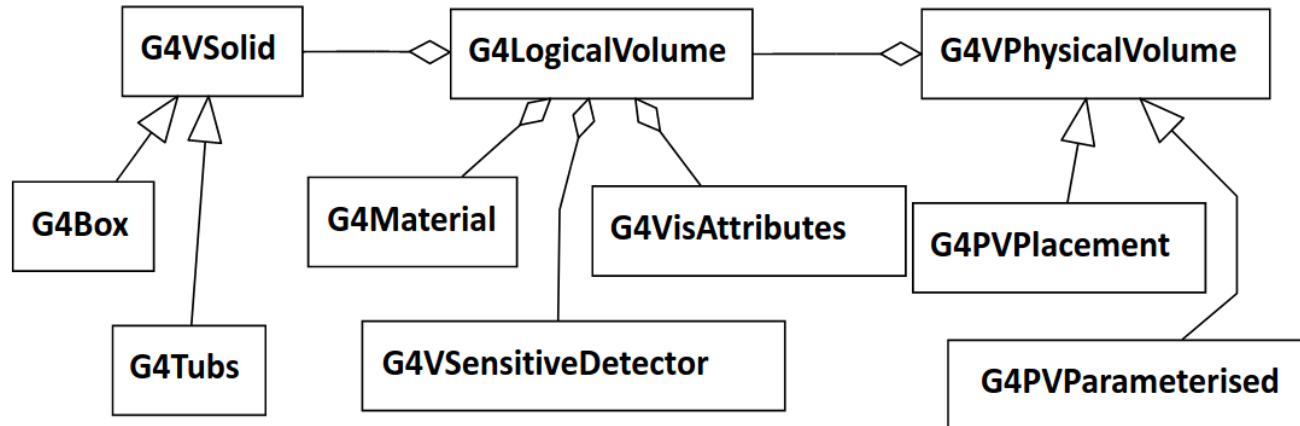 G4VSolid
G4LogicalVolume
G4VPhysicalVolume
G4Box
G4Material
G4VisAttributes
G4PVPlacement
G4Tubs
G4VSensitiveDetector
G4PVParameterised